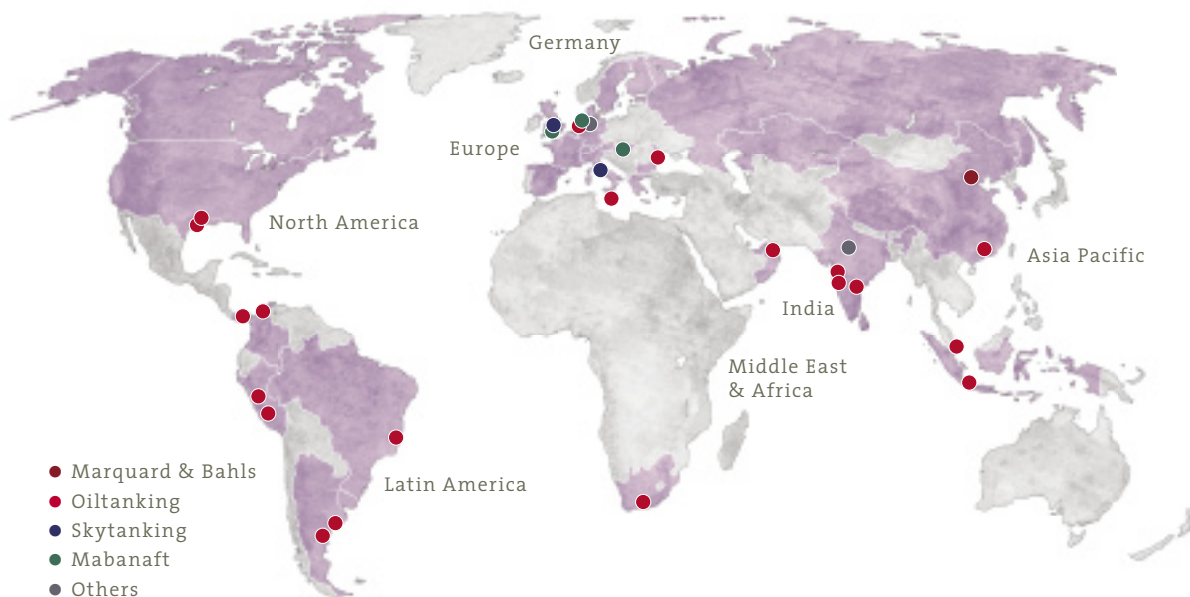 Germany
Europe
North America
Asia Pacific
India
Middle East
& Africa
Latin America
Marquard & Bahls
Oiltanking
Skytanking
Mabanaft
Others